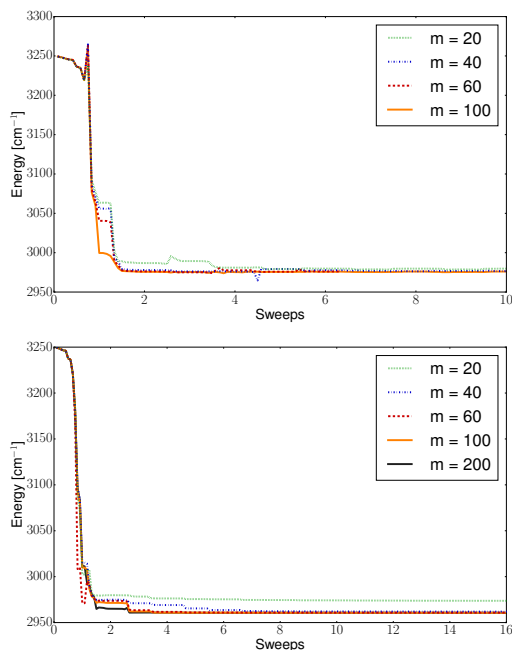 3300
3250
3200
3150
3100
3050
3000
2950
Energy [cm⁻¹]
m = 20
m = 40
m = 60
m = 100
0 2 4 6 8 10
Sweeps
3250
3200
3150
3100
3050
3000
2950
Energy [cm⁻¹]
m = 20
m = 40
m = 60
m = 100
m = 200
0 2 4 6 8 10 12 14 16
Sweeps